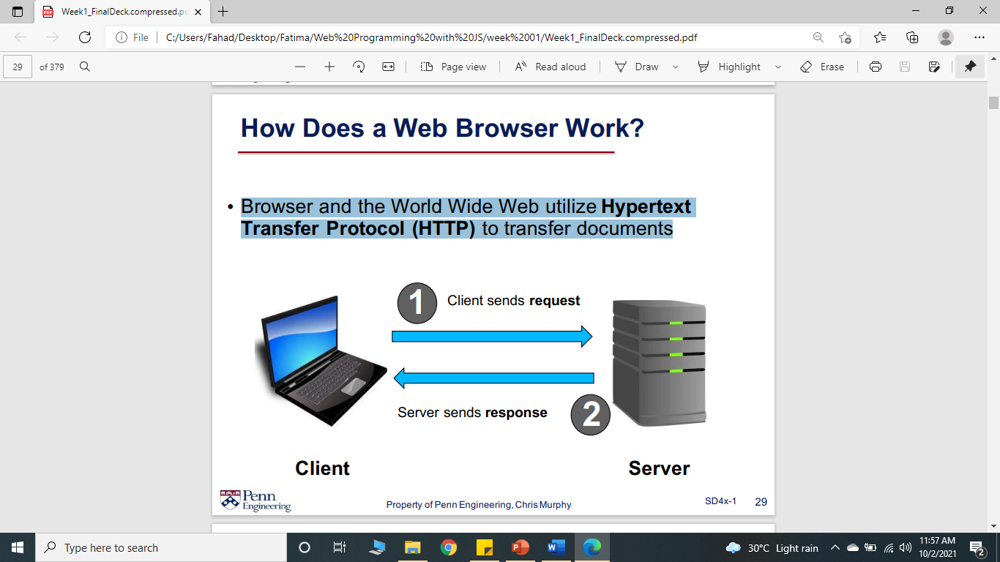 Week1_FinalDeck.compressed.pd
File
C:/Users/Fahad/Desktop/Fatima/Web%20Programming%20with%20JS/week%2001/Week1_FinalDeck.compressed.pdf
29 of 379
Page view
Read aloud
Draw
Highlight
Erase
How Does a Web Browser Work?
• Browser and the World Wide Web utilize Hypertext
Transfer Protocol (HTTP) to transfer documents
1 Client sends request
Server sends response 2
Client
Server
Penn
Engineering
Property of Penn Engineering, Chris Murphy
SD4x-1 29
Type here to search
30°C Light rain
11:57 AM
10/2/2021
2